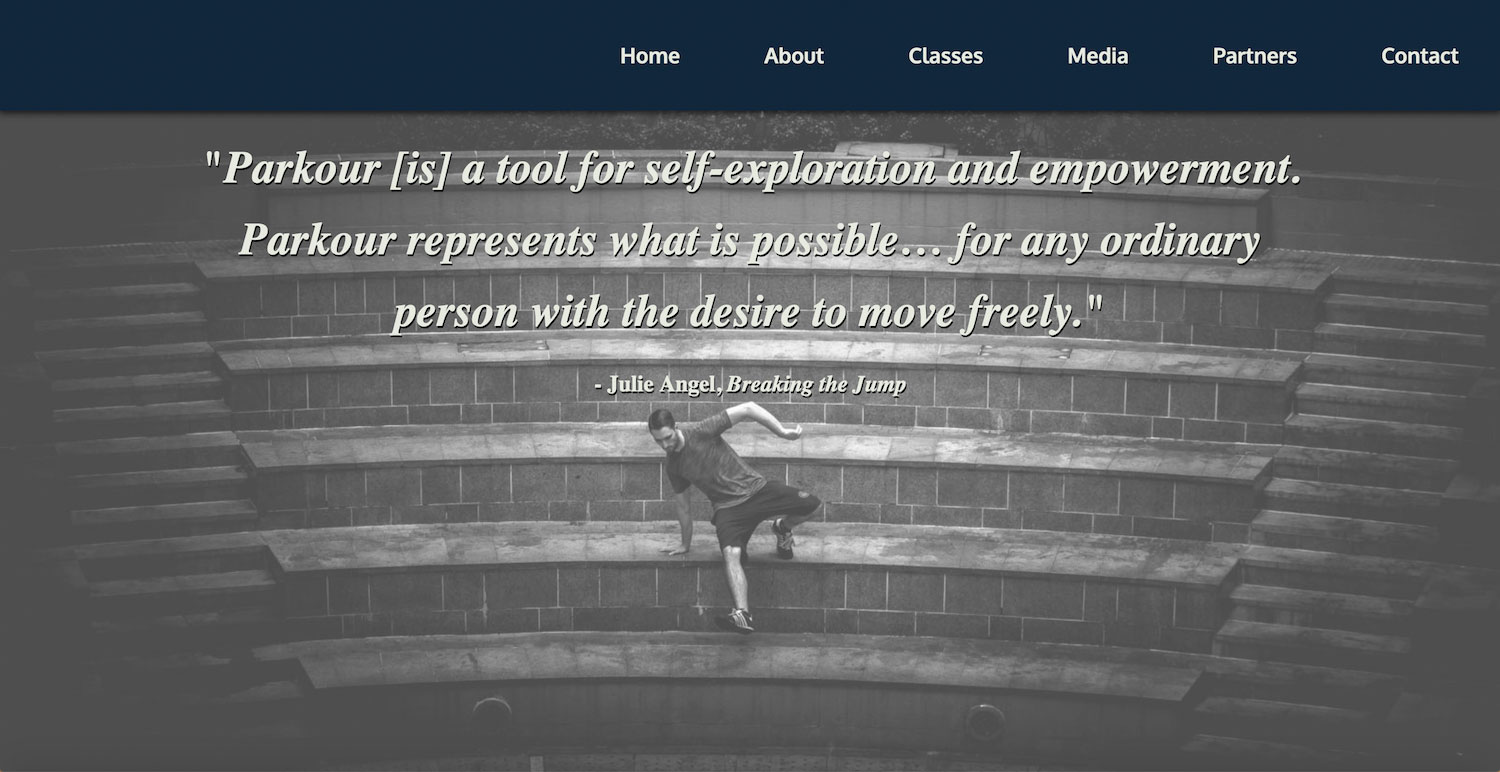 Home About Classes Media Partners Contact
"Parkour [is] a tool for self-exploration and empowerment.
Parkour represents what is possible… for any ordinary
person with the desire to move freely."
- Julie Angel, Breaking the Jump